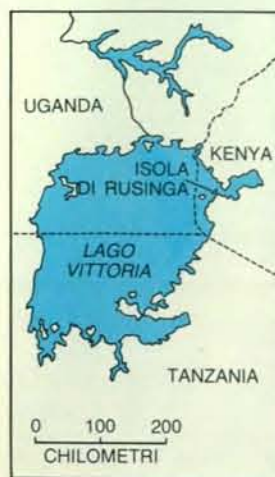 UGANDA
KENYA
ISOLA
DI RUSINGA
LAGO
VITTORIA
TANZANIA
0 100 200
CHILOMETRI